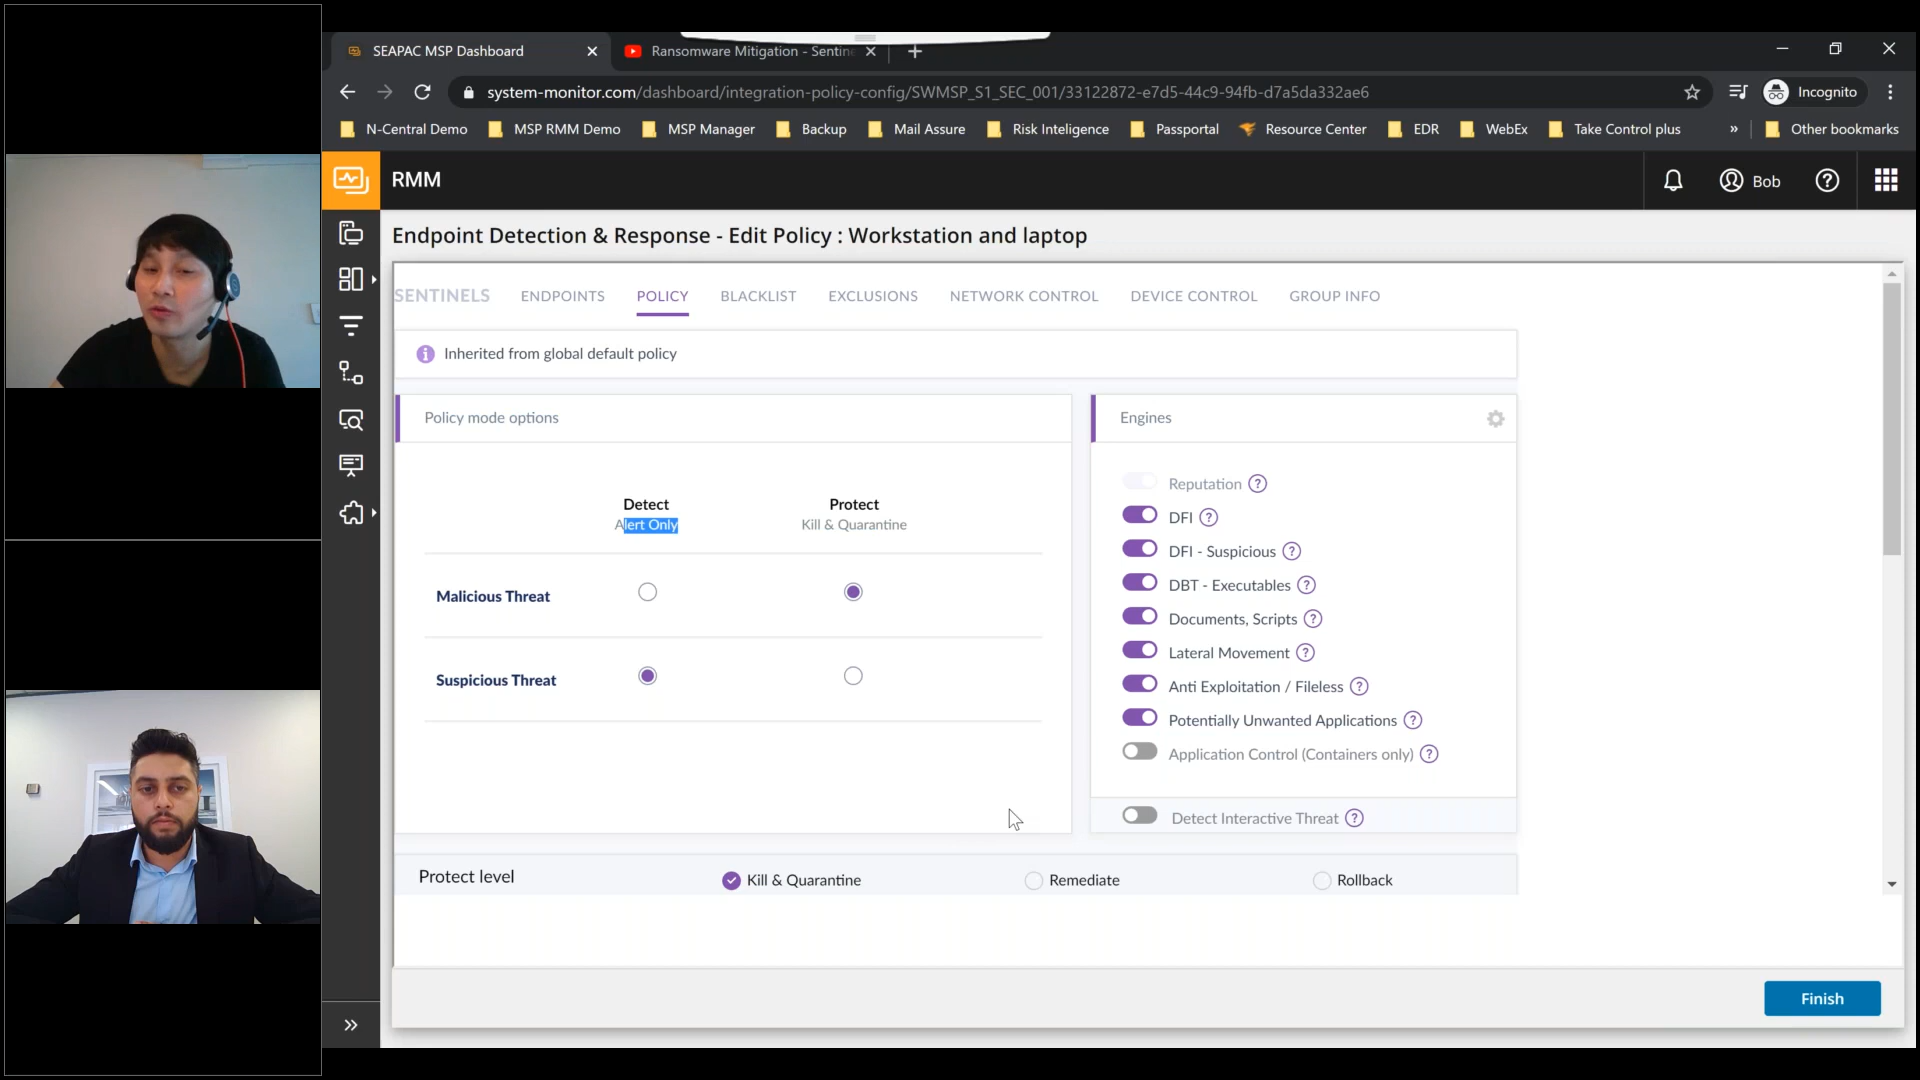 SEAPAC MSP Dashboard
Ransomware Mitigation - Sentin
system-monitor.com/dashboard/integration-policy-config/SWMSP_S1_SEC_001/33122872-e7d5-44c9-94fb-d7a5da332ae6
Incognito
N-Central Demo
MSP RMM Demo
MSP Manager
Backup
Mail Assure
Risk Inteligence
Passportal
Resource Center
EDR
WebEx
Take Control plus
»
Other bookmarks
RMM
Bob
Endpoint Detection & Response - Edit Policy : Workstation and laptop
SENTINELS
ENDPOINTS
POLICY
BLACKLIST
EXCLUSIONS
NETWORK CONTROL
DEVICE CONTROL
GROUP INFO
Inherited from global default policy
Policy mode options
Detect
Alert Only
Protect
Kill & Quarantine
Malicious Threat
Suspicious Threat
Engines
Reputation
DFI
DFI - Suspicious
DBT - Executables
Documents, Scripts
Lateral Movement
Anti Exploitation / Fileless
Potentially Unwanted Applications
Application Control (Containers only)
Detect Interactive Threat
Protect level
Kill & Quarantine
Remediate
Rollback
Finish